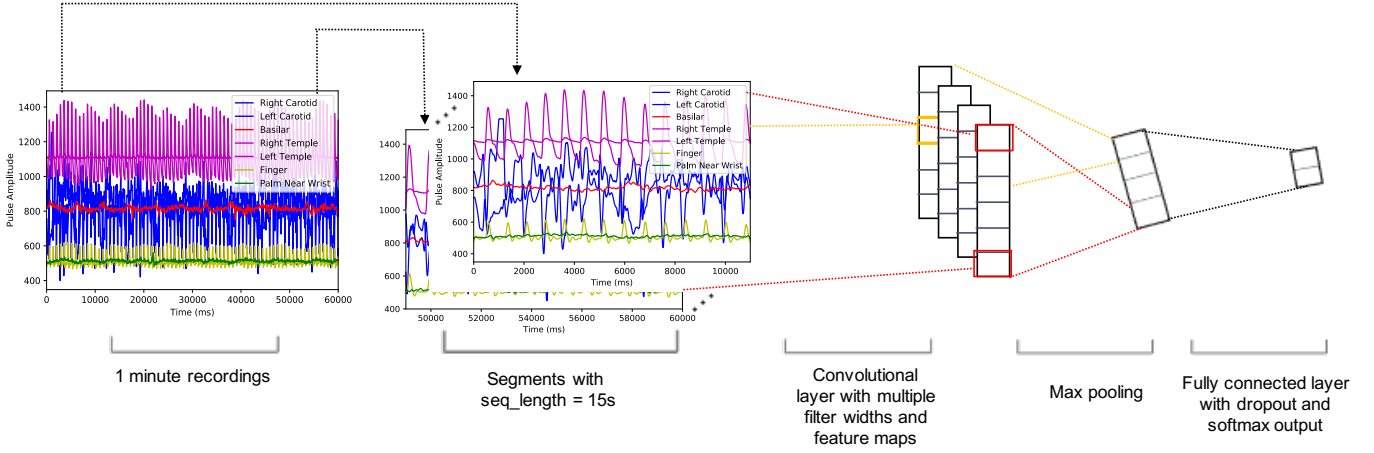 1400
1200
1000
800
600
400
Pulse Amplitude
0 10000 20000 30000 40000 50000 60000
Time (ms)
Right Carotid
Left Carotid
Basilar
Right Temple
Left Temple
Finger
Palm Near Wrist
1400
1200
1000
800
600
400
50000 52000 54000 56000 58000 60000
Time (ms)
1400
1200
1000
800
600
400
Pulse Amplitude
0 2000 4000 6000 8000 10000
Time (ms)
Right Carotid
Left Carotid
Basilar
Right Temple
Left Temple
Finger
Palm Near Wrist
1 minute recordings
Segments with
seq_length = 15s
Convolutional
layer with multiple
filter widths and
feature maps
Max pooling
Fully connected layer
with dropout and
softmax output